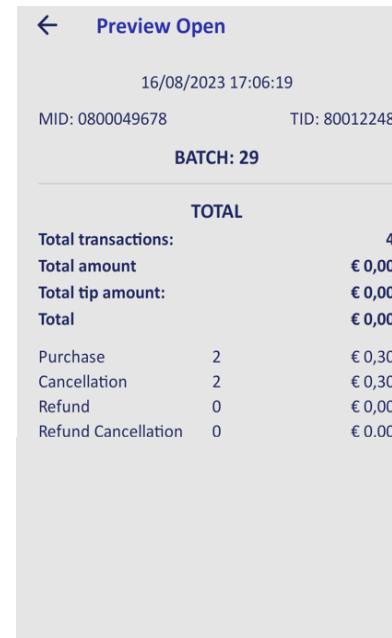 Preview Open
16/08/2023 17:06:19
MID: 0800049678 TID: 80012248
BATCH: 29
TOTAL
Total transactions: 4
Total amount € 0,00
Total tip amount: € 0,00
Total € 0,00
Purchase 2 € 0,30
Cancellation 2 € 0,30
Refund 0 € 0,00
Refund Cancellation 0 € 0.00